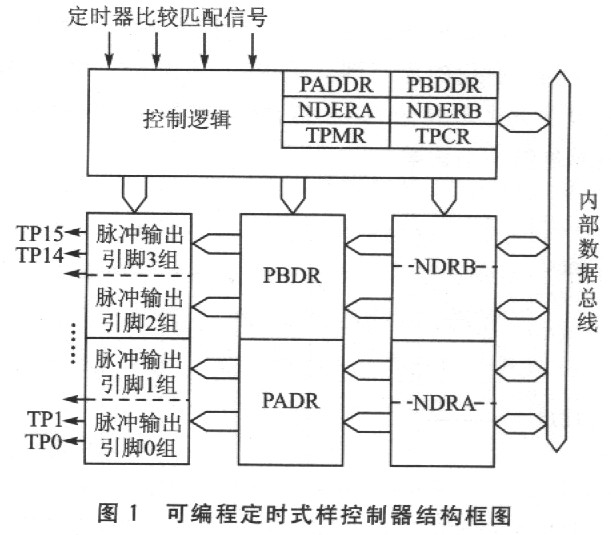 定时器比较匹配信号
控制逻辑
PADDR PBDDR
NDERA NDERB
TPMR TPCR
内部数据总线
TP15
TP14
脉冲输出
引脚3组
脉冲输出
引脚2组
PBDR
NDRB
脉冲输出
引脚1组
TP1
TP0
脉冲输出
引脚0组
PADR
NDRA
图 1 可编程定时式样控制器结构框图